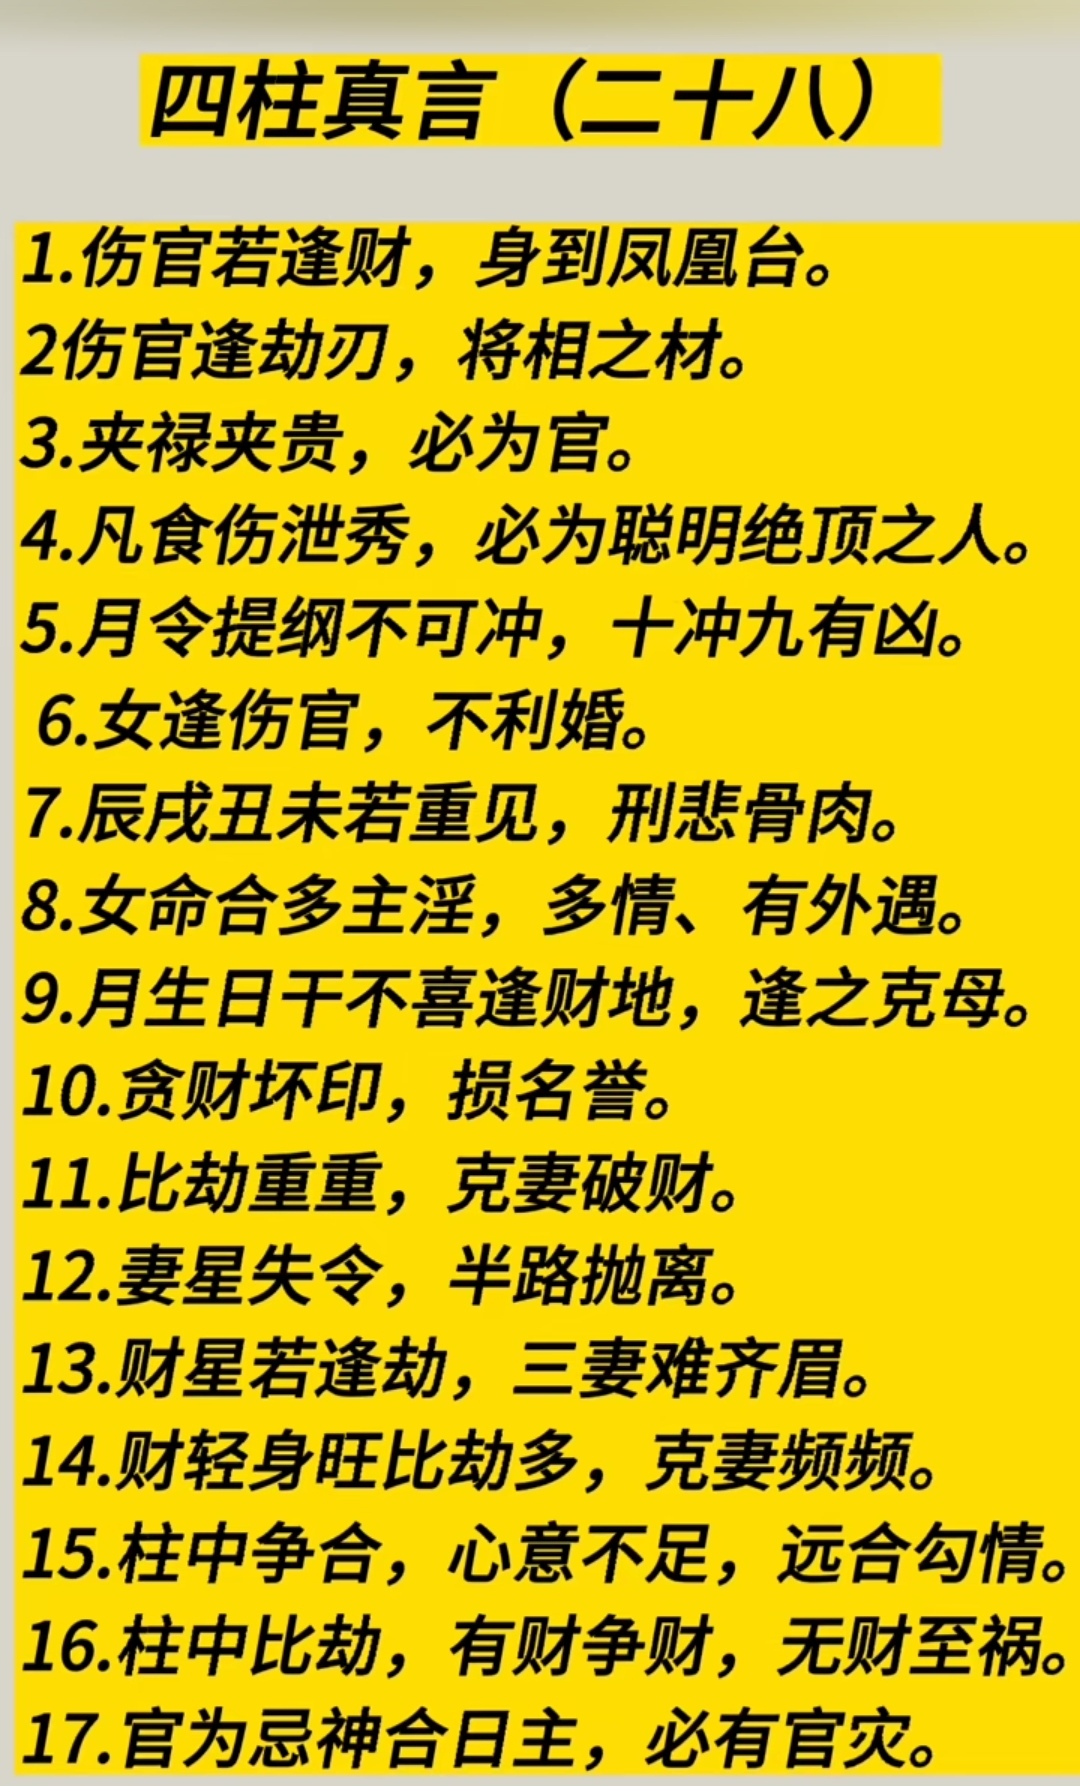 四柱真言（二十八）
1.伤官若逢财，身到凤凰台。
2伤官逢劫刃，将相之材。
3.夹禄夹贵，必为官。
4.凡食伤泄秀，必为聪明绝顶之人。
5.月令提纲不可冲，十冲九有凶。
6.女逢伤官，不利婚。
7.辰戌丑未若重见，刑悲骨肉。
8.女命合多主淫，多情、有外遇。
9.月生日干不喜逢财地，逢之克母。
10.贪财坏印，损名誉。
11.比劫重重，克妻破财。
12.妻星失令，半路抛离。
13.财星若逢劫，三妻难齐眉。
14.财轻身旺比劫多，克妻频频。
15.柱中争合，心意不足，远合勾情。
16.柱中比劫，有财争财，无财至祸。
17.官为忌神合日主，必有官灾。